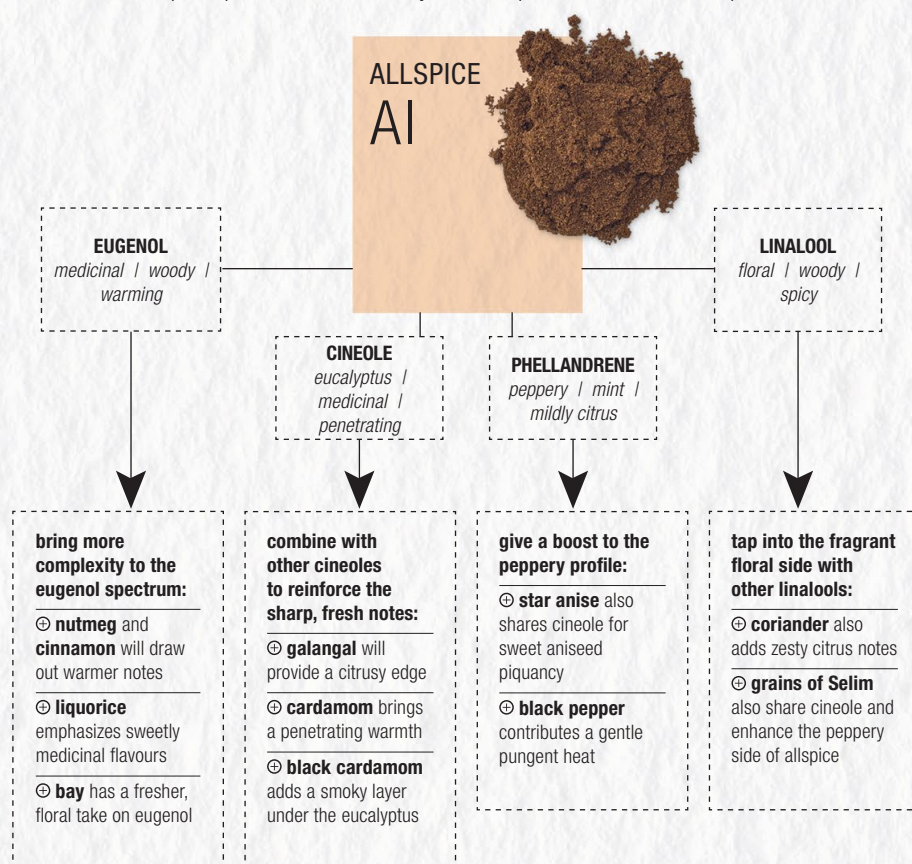 ALLSPICE
Al
EUGENOL
medicinal | woody |
warming
CINEOLE
eucalyptus |
medicinal |
penetrating
PHELLANDRENE
peppery | mint |
mildly citrus
LINALOOL
floral | woody |
spicy
bring more
complexity to the
eugenol spectrum:
⊕ nutmeg and
cinnamon will draw
out warmer notes
⊕ liquorice
emphasizes sweetly
medicinal flavours
⊕ bay has a fresher,
floral take on eugenol
combine with
other cineoles
to reinforce the
sharp, fresh notes:
⊕ galangal will
provide a citrusy edge
⊕ cardamom brings
a penetrating warmth
⊕ black cardamom
adds a smoky layer
under the eucalyptus
give a boost to the
peppery profile:
⊕ star anise also
shares cineole for
sweet aniseed
piquancy
⊕ black pepper
contributes a gentle
pungent heat
tap into the fragrant
floral side with
other linalools:
⊕ coriander also
adds zesty citrus notes
⊕ grains of Selim
also share cineole and
enhance the peppery
side of allspice